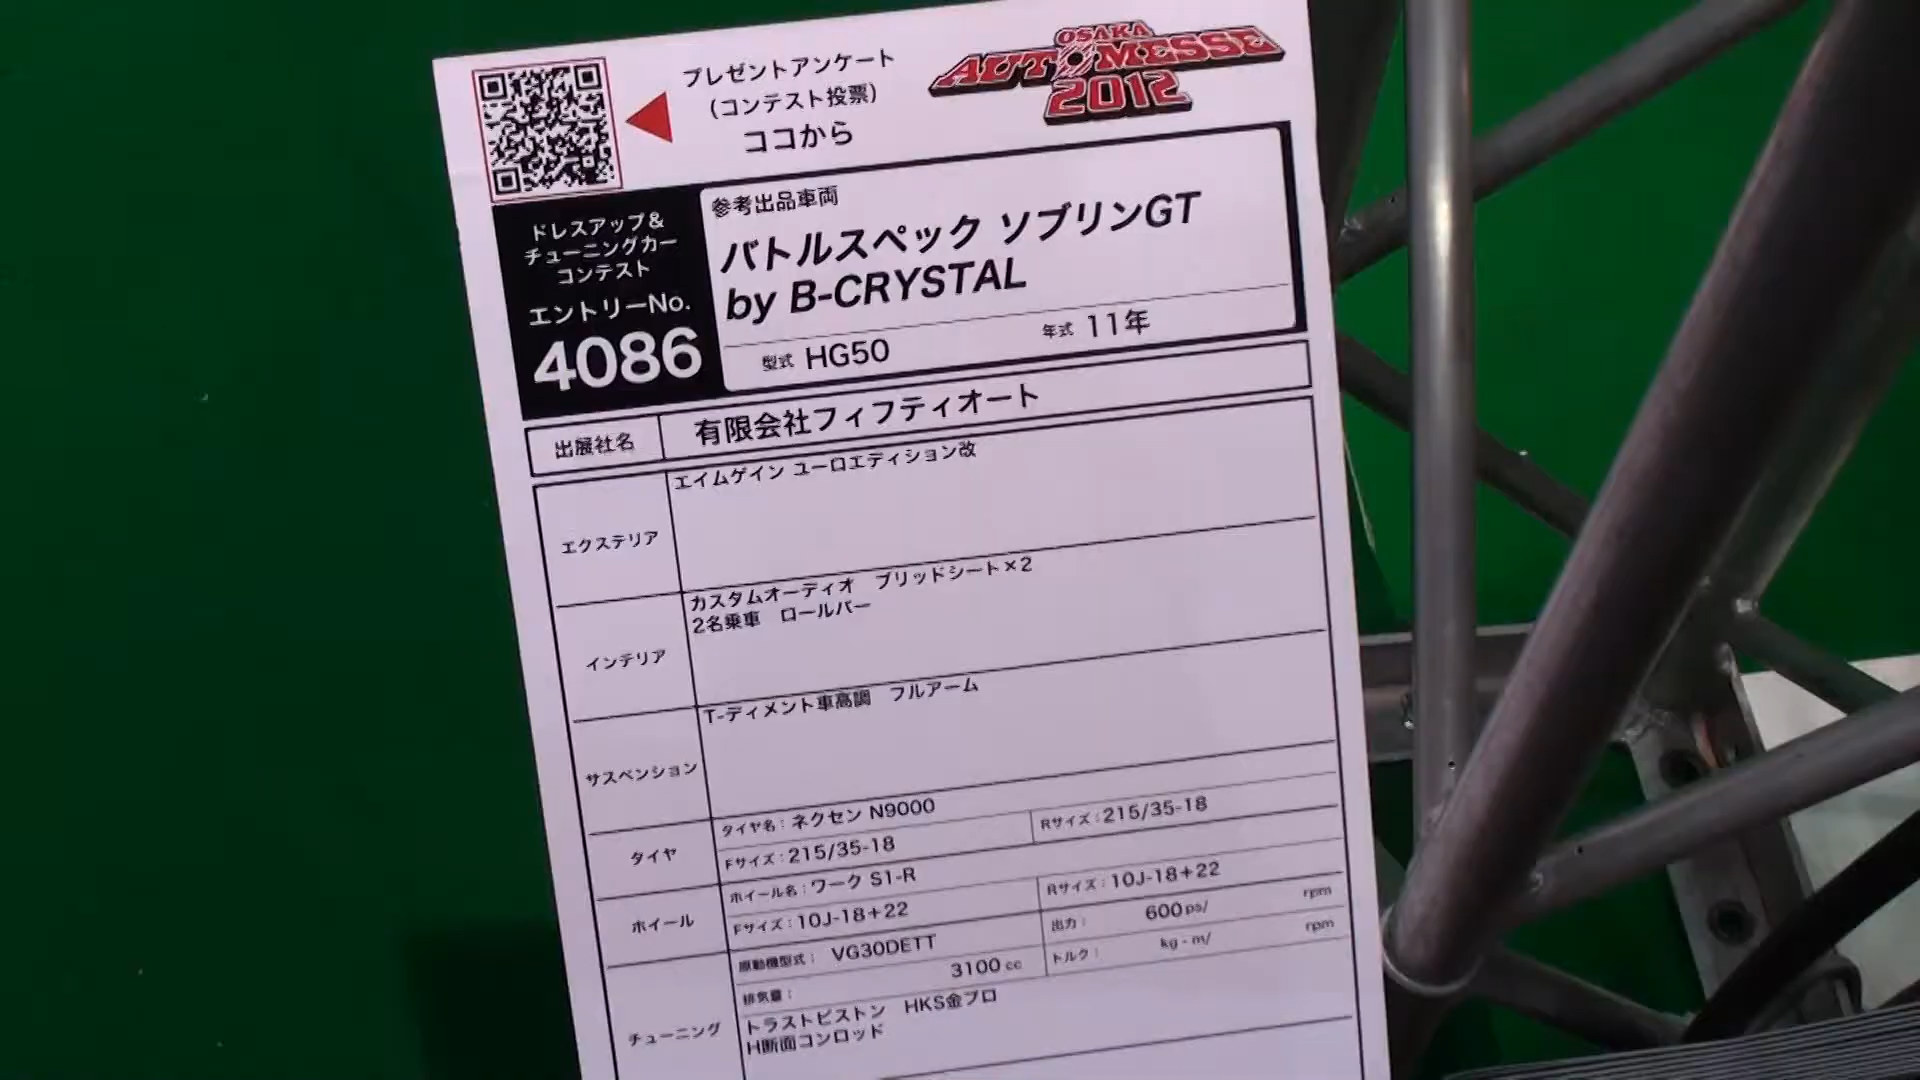 プレゼントアンケート
(コンテスト投票)
ココから
OSAKA
AUTOMESSE
2012
ドレスアップ&
チューニングカー
コンテスト
エントリーNo.
4086
参考出品車両
バトルスペック ソブリンGT
by B-CRYSTAL
型式 HG50 年式 11年
出展社名 有限会社フィフティオート
エクステリア エイムゲイン ユーロエディション改
インテリア カスタムオーディオ ブリッドシート×2
2名乗車 ロールバー
サスペンション T-ディメント車高調 フルアーム
タイヤ タイヤ名:ネクセン N9000
Fサイズ:215/35-18 Rサイズ:215/35-18
ホイール ホイール名:ワーク S1-R
Fサイズ:10J-18+22 Rサイズ:10J-18+22
チューニング 原動機型式: VG30DETT 出力: 600ps/ rpm
排気量: 3100cc トルク: kg-m/ rpm
トラストピストン HKS金プロ
H断面コンロッド